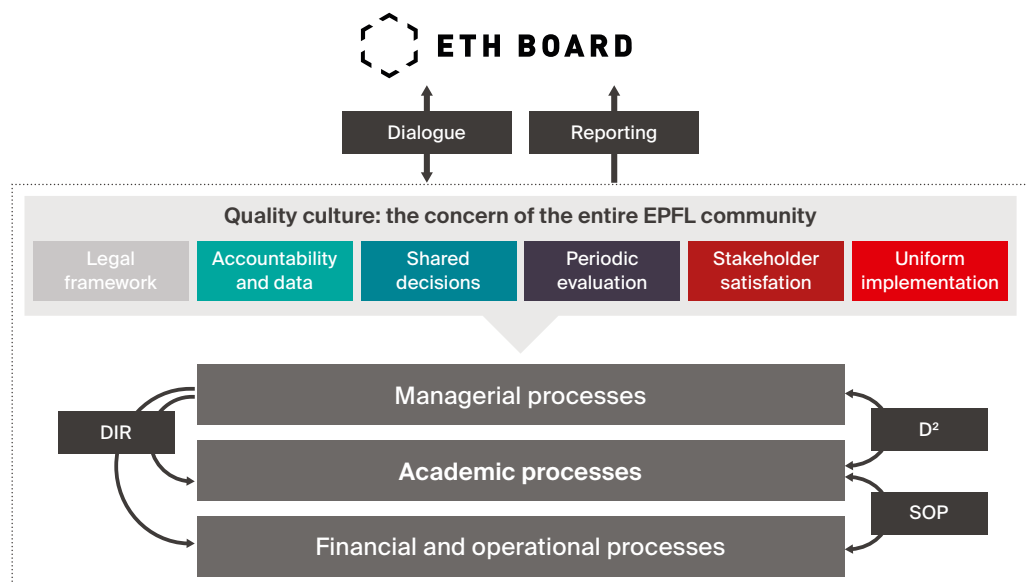 ETH BOARD
Dialogue
Reporting
Quality culture: the concern of the entire EPFL community
Legal
framework
Accountability
and data
Shared
decisions
Periodic
evaluation
Stakeholder
satisfation
Uniform
implementation
Managerial processes
DIR
D²
Academic processes
SOP
Financial and operational processes